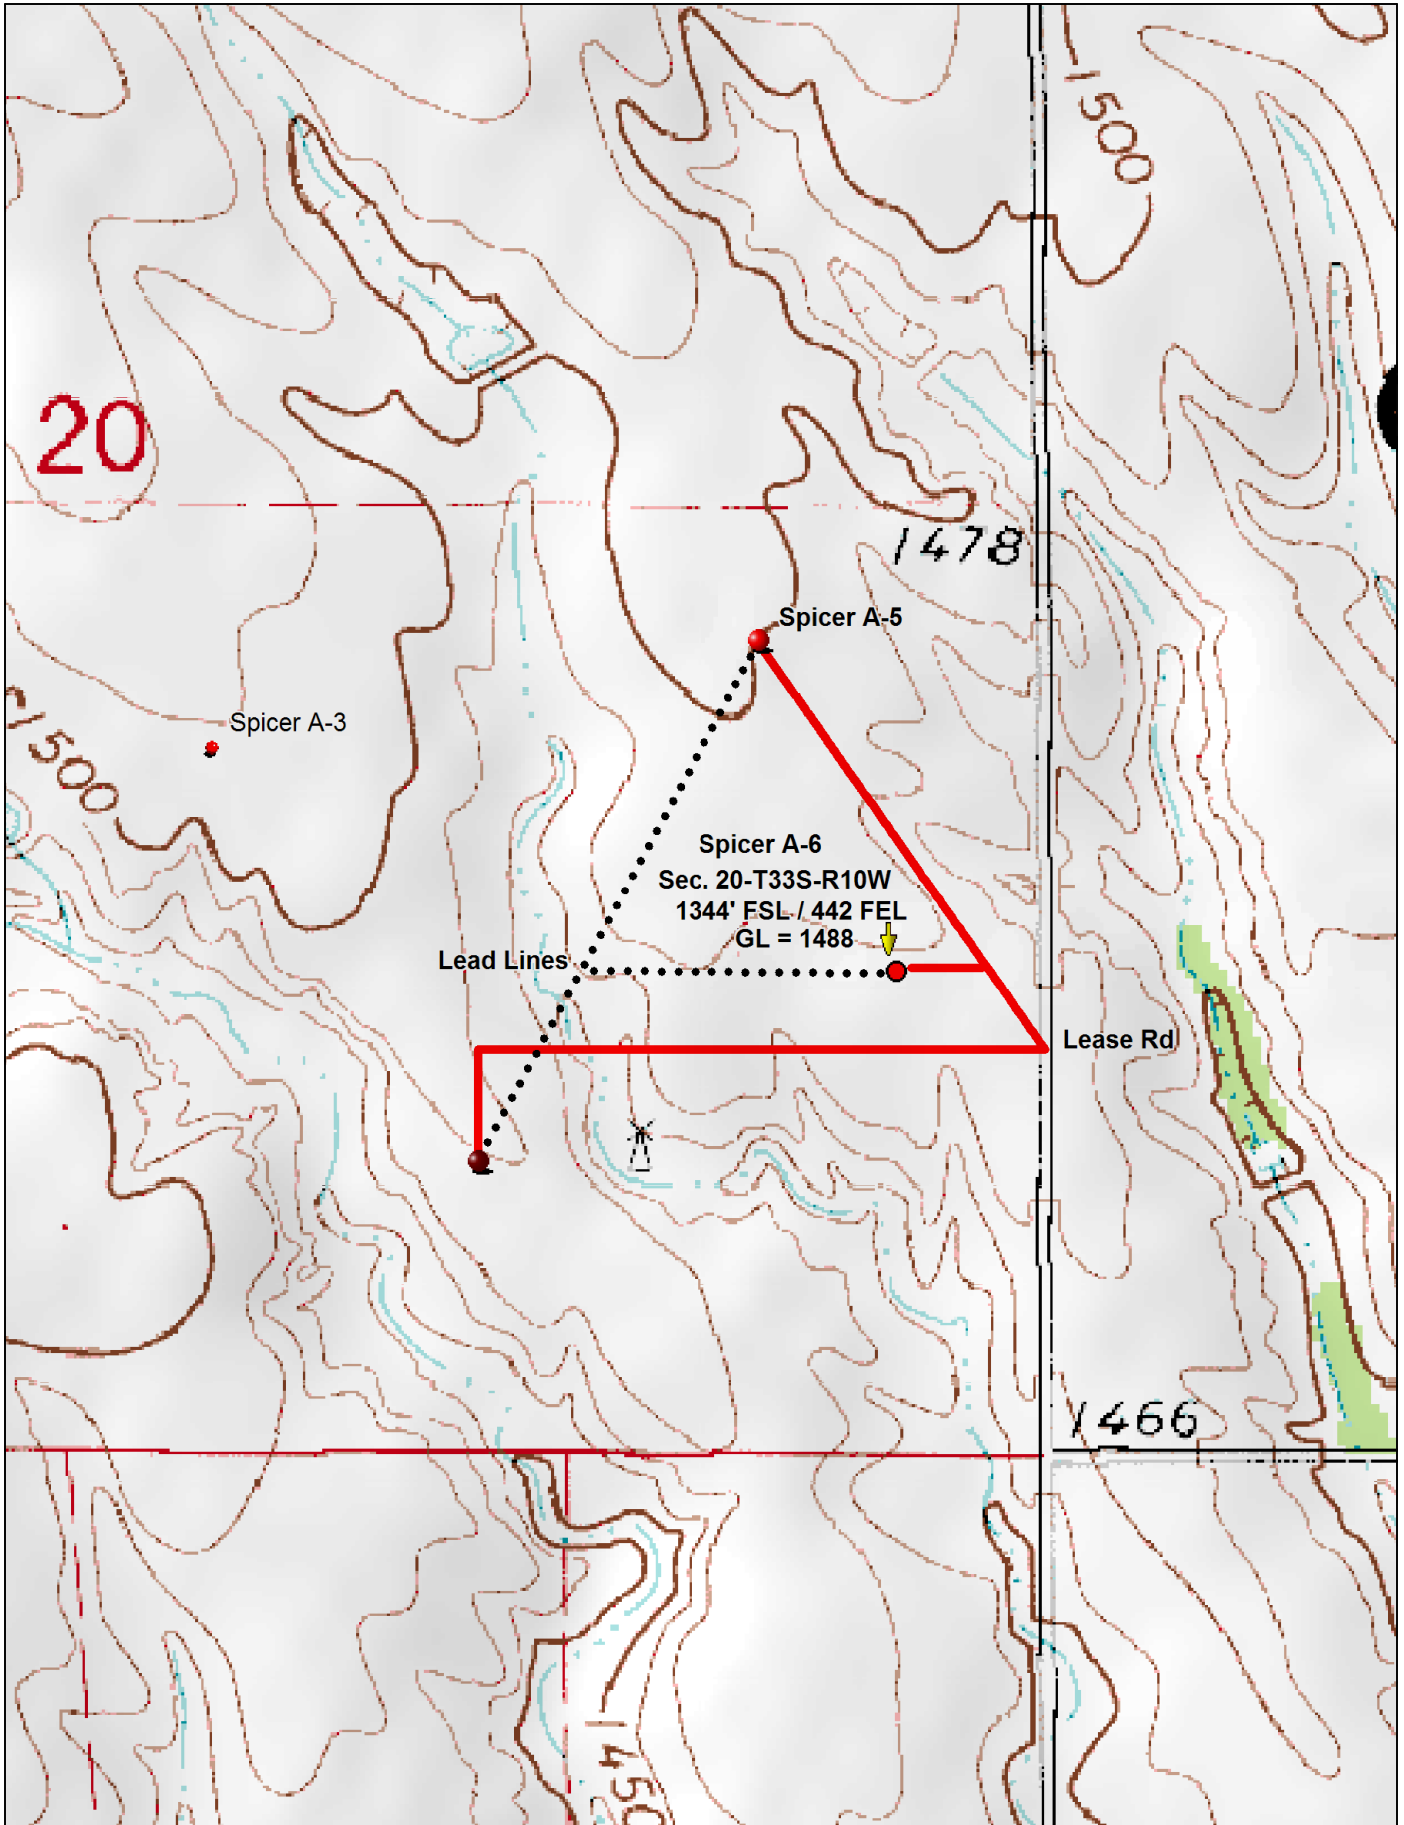 1500
20
1478
Spicer A-5
Spicer A-3
1500
Spicer A-6
Sec. 20-T33S-R10W
1344' FSL / 442 FEL
GL = 1488
Lead Lines
Lease Rd
1466
1450